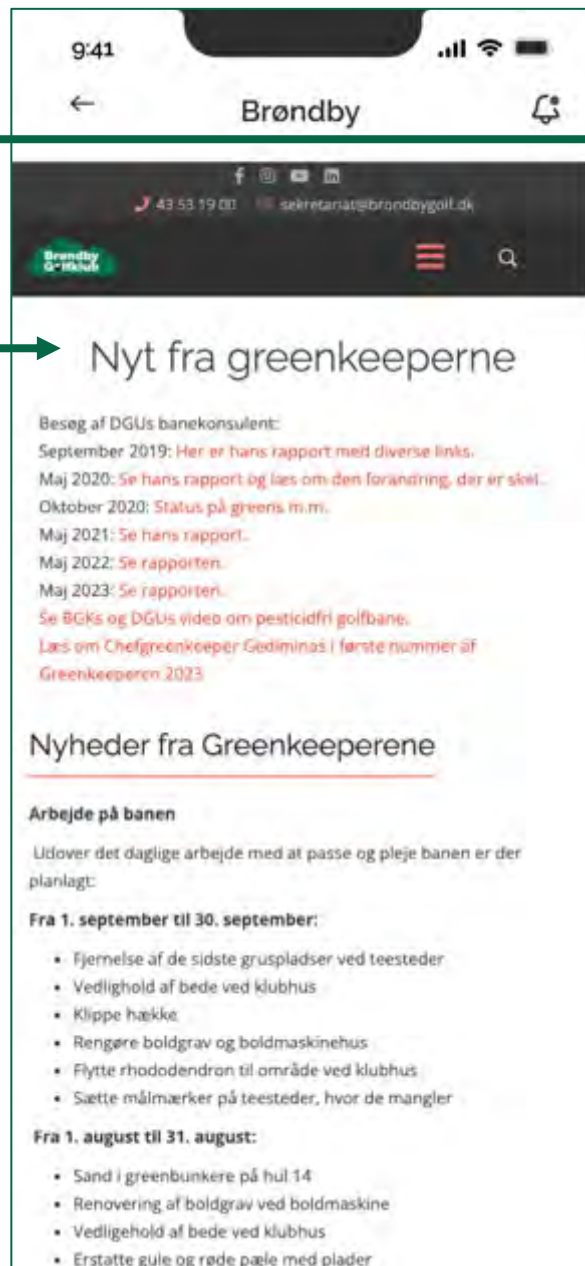 9:41
Brøndby
43 53 19 00 sekretariat@brondbygolf.dk
Brøndby
Golfklub
Nyt fra greenkeeperne
Besøg af DGUs banekonsulent:
September 2019: Her er hans rapport med diverse links.
Maj 2020: Se hans rapport og læs om den forandring, der er sket.
Oktober 2020: Status på greens m.m.
Maj 2021: Se hans rapport.
Maj 2022: Se rapporten.
Maj 2023: Se rapporten.
Se BGKs og DGUs video om pesticidfri golfbane.
Læs om Chefgreenkeeper Gediminas i første nummer af
Greenkeeperen 2023
Nyheder fra Greenkeeperene
Arbejde på banen
Udover det daglige arbejde med at passe og pleje banen er der
planlagt:
Fra 1. september til 30. september:
• Fjernelse af de sidste gruspladser ved teesteder
• Vedlighold af bede ved klubhus
• Klippe hække
• Rengøre boldgrav og boldmaskinehus
• Flytte rhododendron til område ved klubhus
• Sætte målmærker på teesteder, hvor de mangler
Fra 1. august til 31. august:
• Sand i greenbunkere på hul 14
• Renovering af boldgrav ved boldmaskine
• Vedligehold af bede ved klubhus
• Erstatte gule og røde pæle med plader